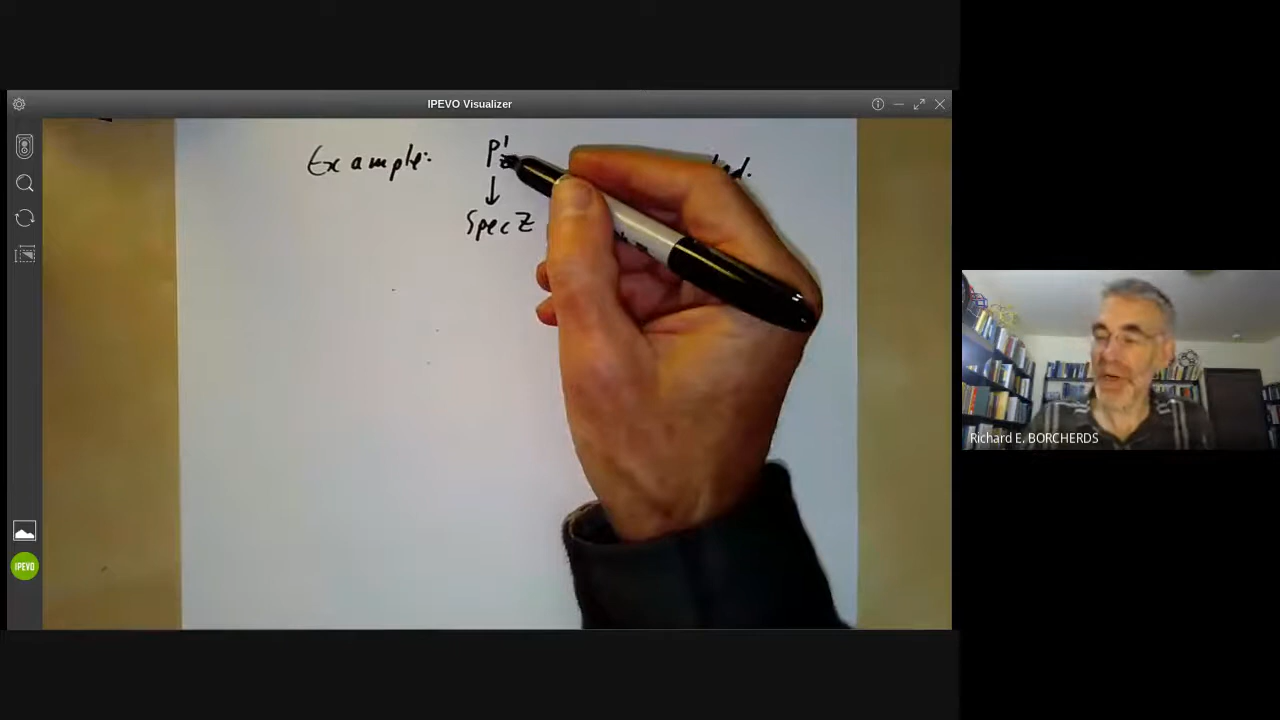 IPEVO Visualizer
Example: P¹
↓
Spec Z
IPEVO
Richard E. BORCHERDS